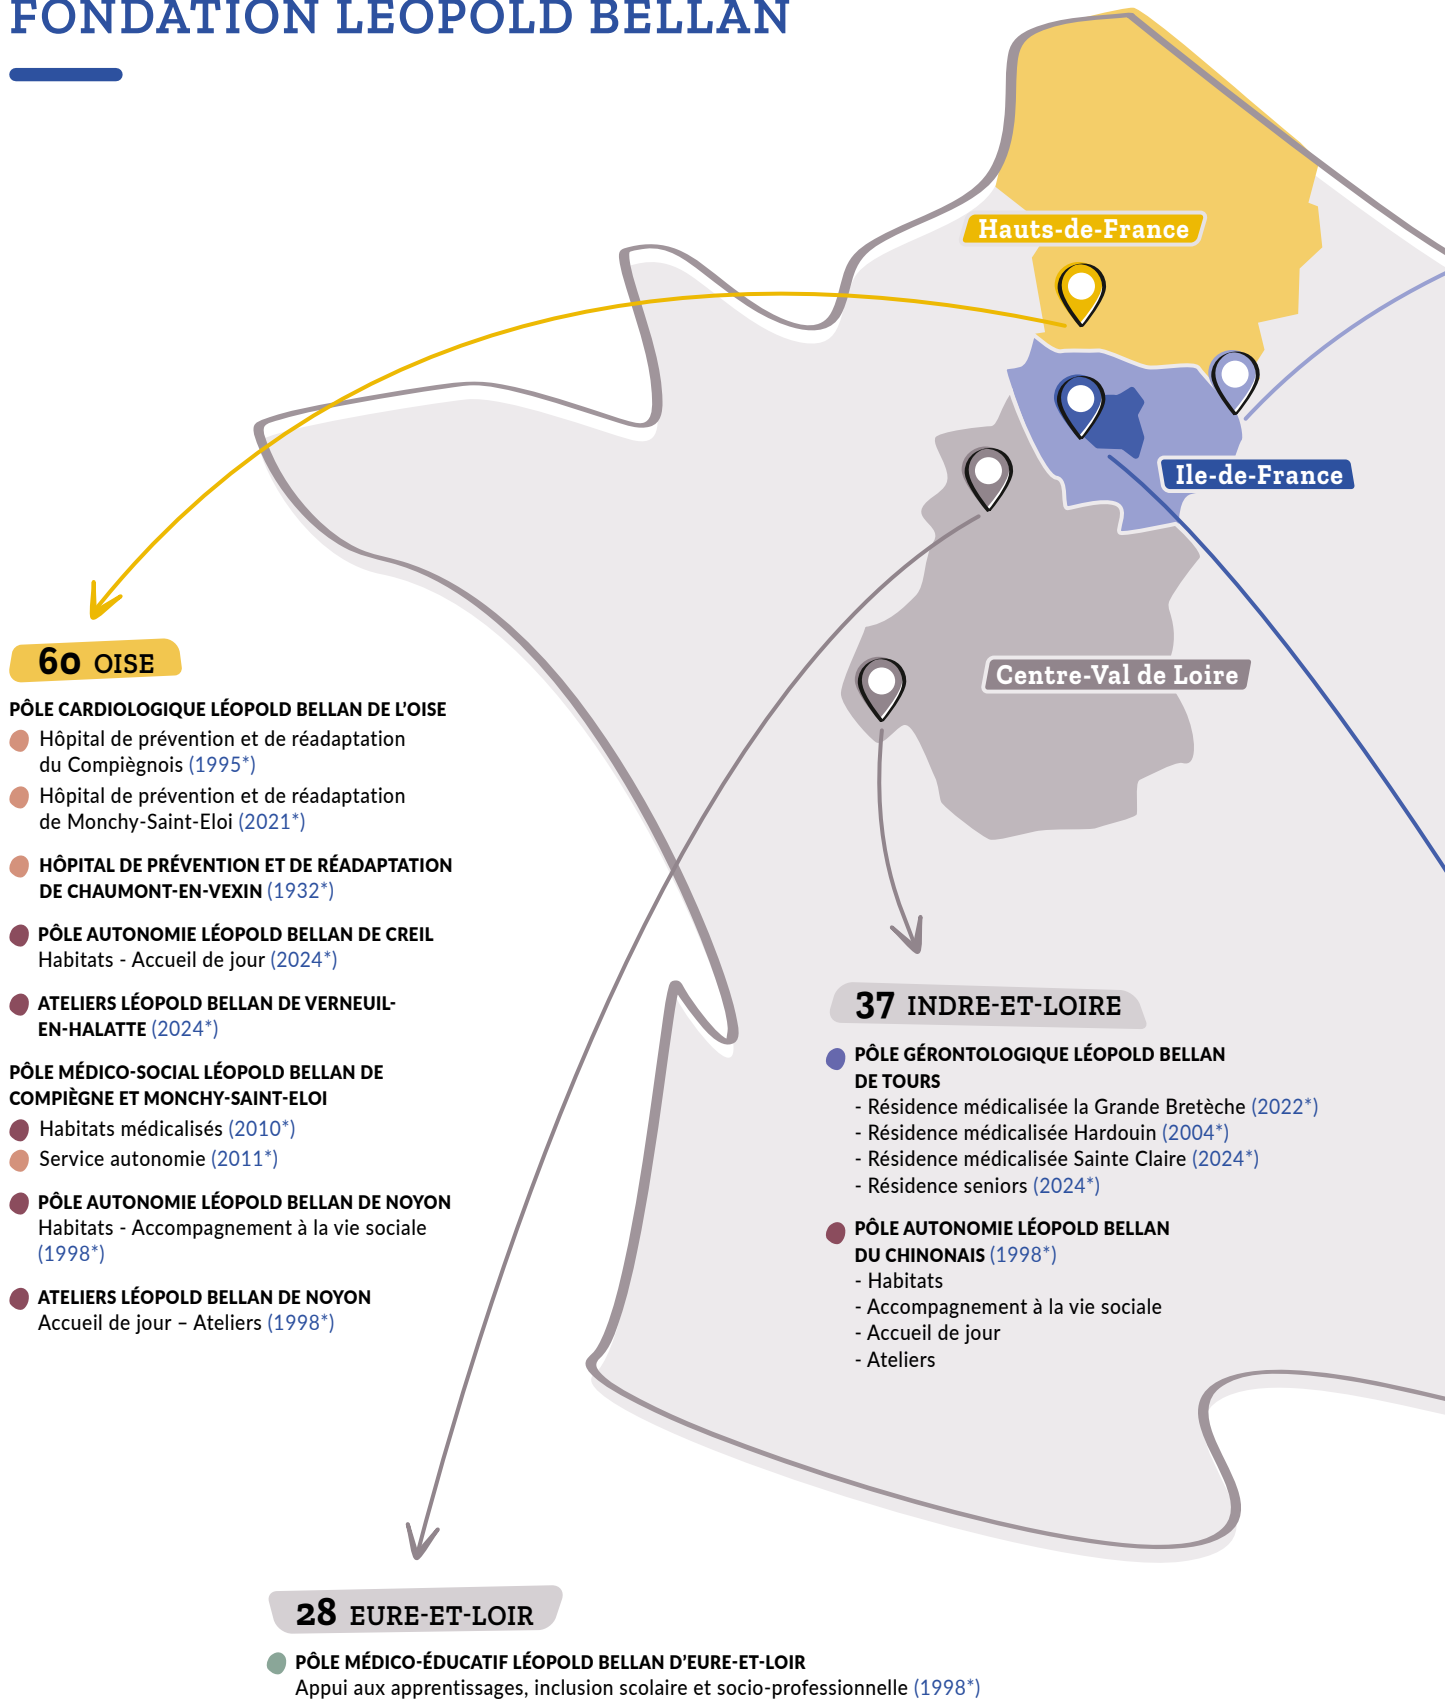 FONDATION LÉOPOLD BELLAN
Hauts-de-France
Ile-de-France
Centre-Val de Loire
60 OISE
PÔLE CARDIOLOGIQUE LÉOPOLD BELLAN DE L'OISE
Hôpital de prévention et de réadaptation
du Compiègnois (1995*)
Hôpital de prévention et de réadaptation
de Monchy-Saint-Eloi (2021*)
HÔPITAL DE PRÉVENTION ET DE RÉADAPTATION
DE CHAUMONT-EN-VEXIN (1932*)
PÔLE AUTONOMIE LÉOPOLD BELLAN DE CREIL
Habitats - Accueil de jour (2024*)
ATELIERS LÉOPOLD BELLAN DE VERNEUIL-
EN-HALATTE (2024*)
PÔLE MÉDICO-SOCIAL LÉOPOLD BELLAN DE
COMPIÈGNE ET MONCHY-SAINT-ELOI
Habitats médicalisés (2010*)
Service autonomie (2011*)
PÔLE AUTONOMIE LÉOPOLD BELLAN DE NOYON
Habitats - Accompagnement à la vie sociale
(1998*)
ATELIERS LÉOPOLD BELLAN DE NOYON
Accueil de jour – Ateliers (1998*)
37 INDRE-ET-LOIRE
PÔLE GÉRONTOLOGIQUE LÉOPOLD BELLAN
DE TOURS
- Résidence médicalisée la Grande Bretèche (2022*)
- Résidence médicalisée Hardouin (2004*)
- Résidence médicalisée Sainte Claire (2024*)
- Résidence seniors (2024*)
PÔLE AUTONOMIE LÉOPOLD BELLAN
DU CHINONAIS (1998*)
- Habitats
- Accompagnement à la vie sociale
- Accueil de jour
- Ateliers
28 EURE-ET-LOIR
PÔLE MÉDICO-ÉDUCATIF LÉOPOLD BELLAN D'EURE-ET-LOIR
Appui aux apprentissages, inclusion scolaire et socio-professionnelle (1998*)